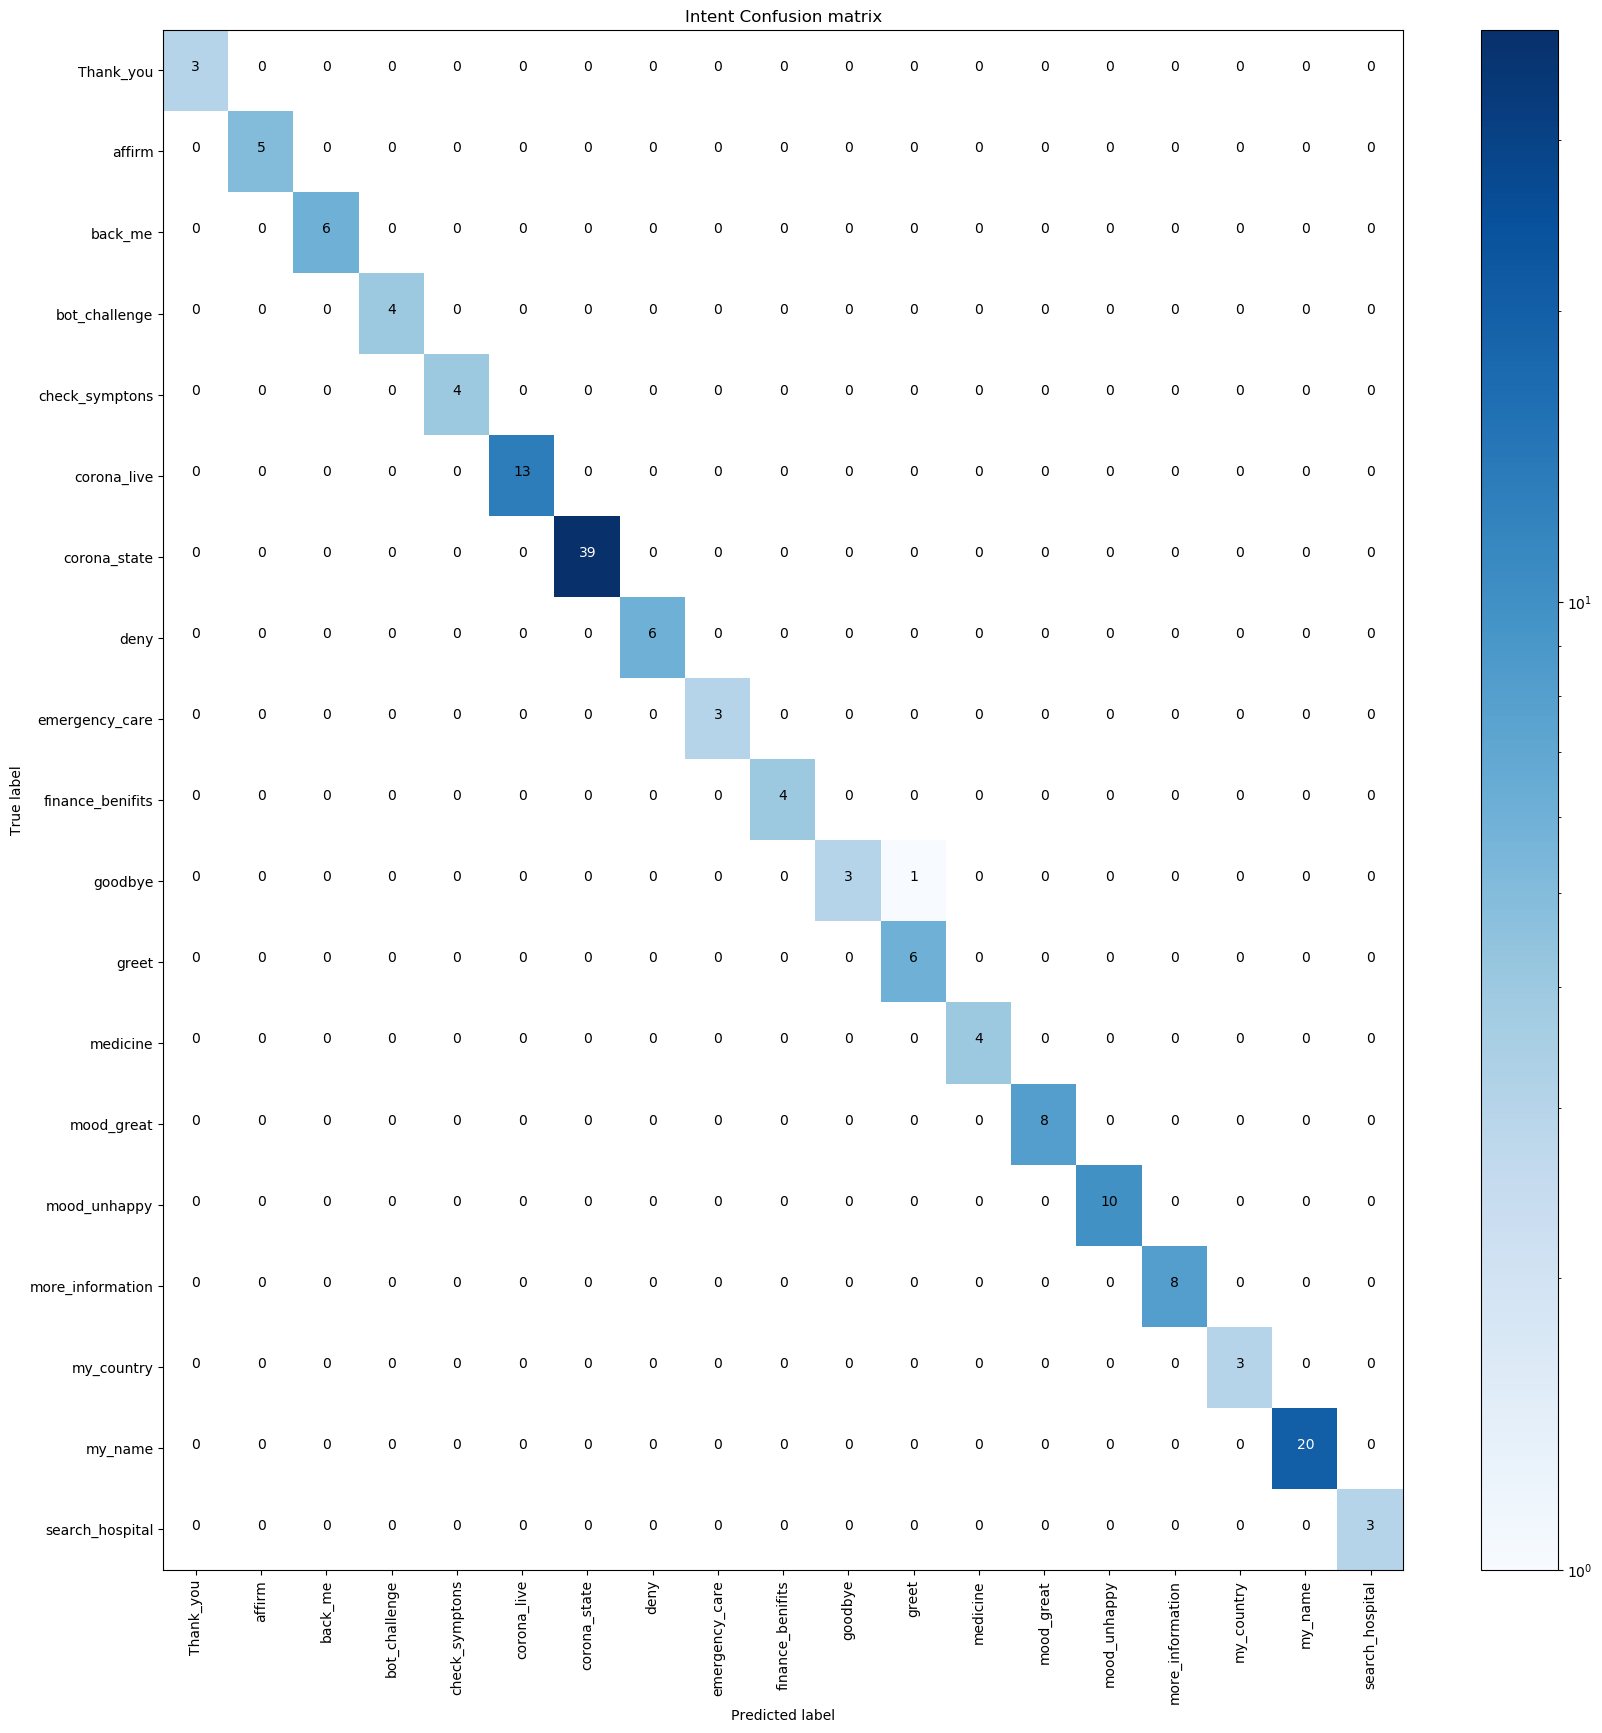 Intent Confusion matrix
Thank_you 3 0 0 0 0 0 0 0 0 0 0 0 0 0 0 0 0 0 0
affirm 0 5 0 0 0 0 0 0 0 0 0 0 0 0 0 0 0 0 0
back_me 0 0 6 0 0 0 0 0 0 0 0 0 0 0 0 0 0 0 0
bot_challenge 0 0 0 4 0 0 0 0 0 0 0 0 0 0 0 0 0 0 0
check_symptons 0 0 0 0 4 0 0 0 0 0 0 0 0 0 0 0 0 0 0
corona_live 0 0 0 0 0 13 0 0 0 0 0 0 0 0 0 0 0 0 0
corona_state 0 0 0 0 0 0 39 0 0 0 0 0 0 0 0 0 0 0 0
deny 0 0 0 0 0 0 0 6 0 0 0 0 0 0 0 0 0 0 0
emergency_care 0 0 0 0 0 0 0 0 3 0 0 0 0 0 0 0 0 0 0
finance_benifits 0 0 0 0 0 0 0 0 0 4 0 0 0 0 0 0 0 0 0
goodbye 0 0 0 0 0 0 0 0 0 0 3 1 0 0 0 0 0 0 0
greet 0 0 0 0 0 0 0 0 0 0 0 6 0 0 0 0 0 0 0
medicine 0 0 0 0 0 0 0 0 0 0 0 0 4 0 0 0 0 0 0
mood_great 0 0 0 0 0 0 0 0 0 0 0 0 0 8 0 0 0 0 0
mood_unhappy 0 0 0 0 0 0 0 0 0 0 0 0 0 0 10 0 0 0 0
more_information 0 0 0 0 0 0 0 0 0 0 0 0 0 0 0 8 0 0 0
my_country 0 0 0 0 0 0 0 0 0 0 0 0 0 0 0 0 3 0 0
my_name 0 0 0 0 0 0 0 0 0 0 0 0 0 0 0 0 0 20 0
search_hospital 0 0 0 0 0 0 0 0 0 0 0 0 0 0 0 0 0 0 3
True label
Thank_you
affirm
back_me
bot_challenge
check_symptons
corona_live
corona_state
deny
emergency_care
finance_benifits
goodbye
greet
medicine
mood_great
mood_unhappy
more_information
my_country
my_name
search_hospital
Predicted label
10¹
10⁰